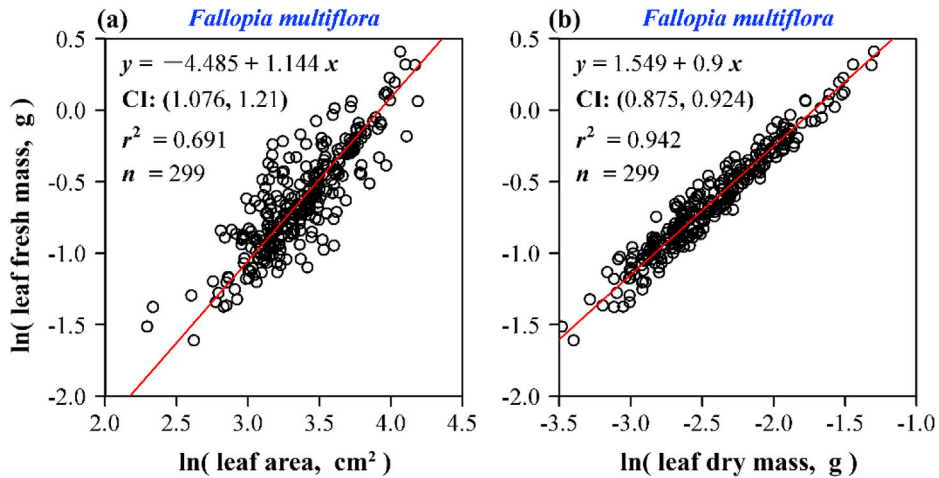 (a) Fallopia multiflora
y = −4.485 + 1.144 x
CI: (1.076, 1.21)
r² = 0.691
n = 299
0.5
0.0
-0.5
-1.0
-1.5
-2.0
ln( leaf fresh mass, g )
2.0 2.5 3.0 3.5 4.0 4.5
ln( leaf area, cm² )
(b) Fallopia multiflora
y = 1.549 + 0.9 x
CI: (0.875, 0.924)
r² = 0.942
n = 299
0.5
0.0
-0.5
-1.0
-1.5
-2.0
-3.5 -3.0 -2.5 -2.0 -1.5 -1.0
ln( leaf dry mass, g )